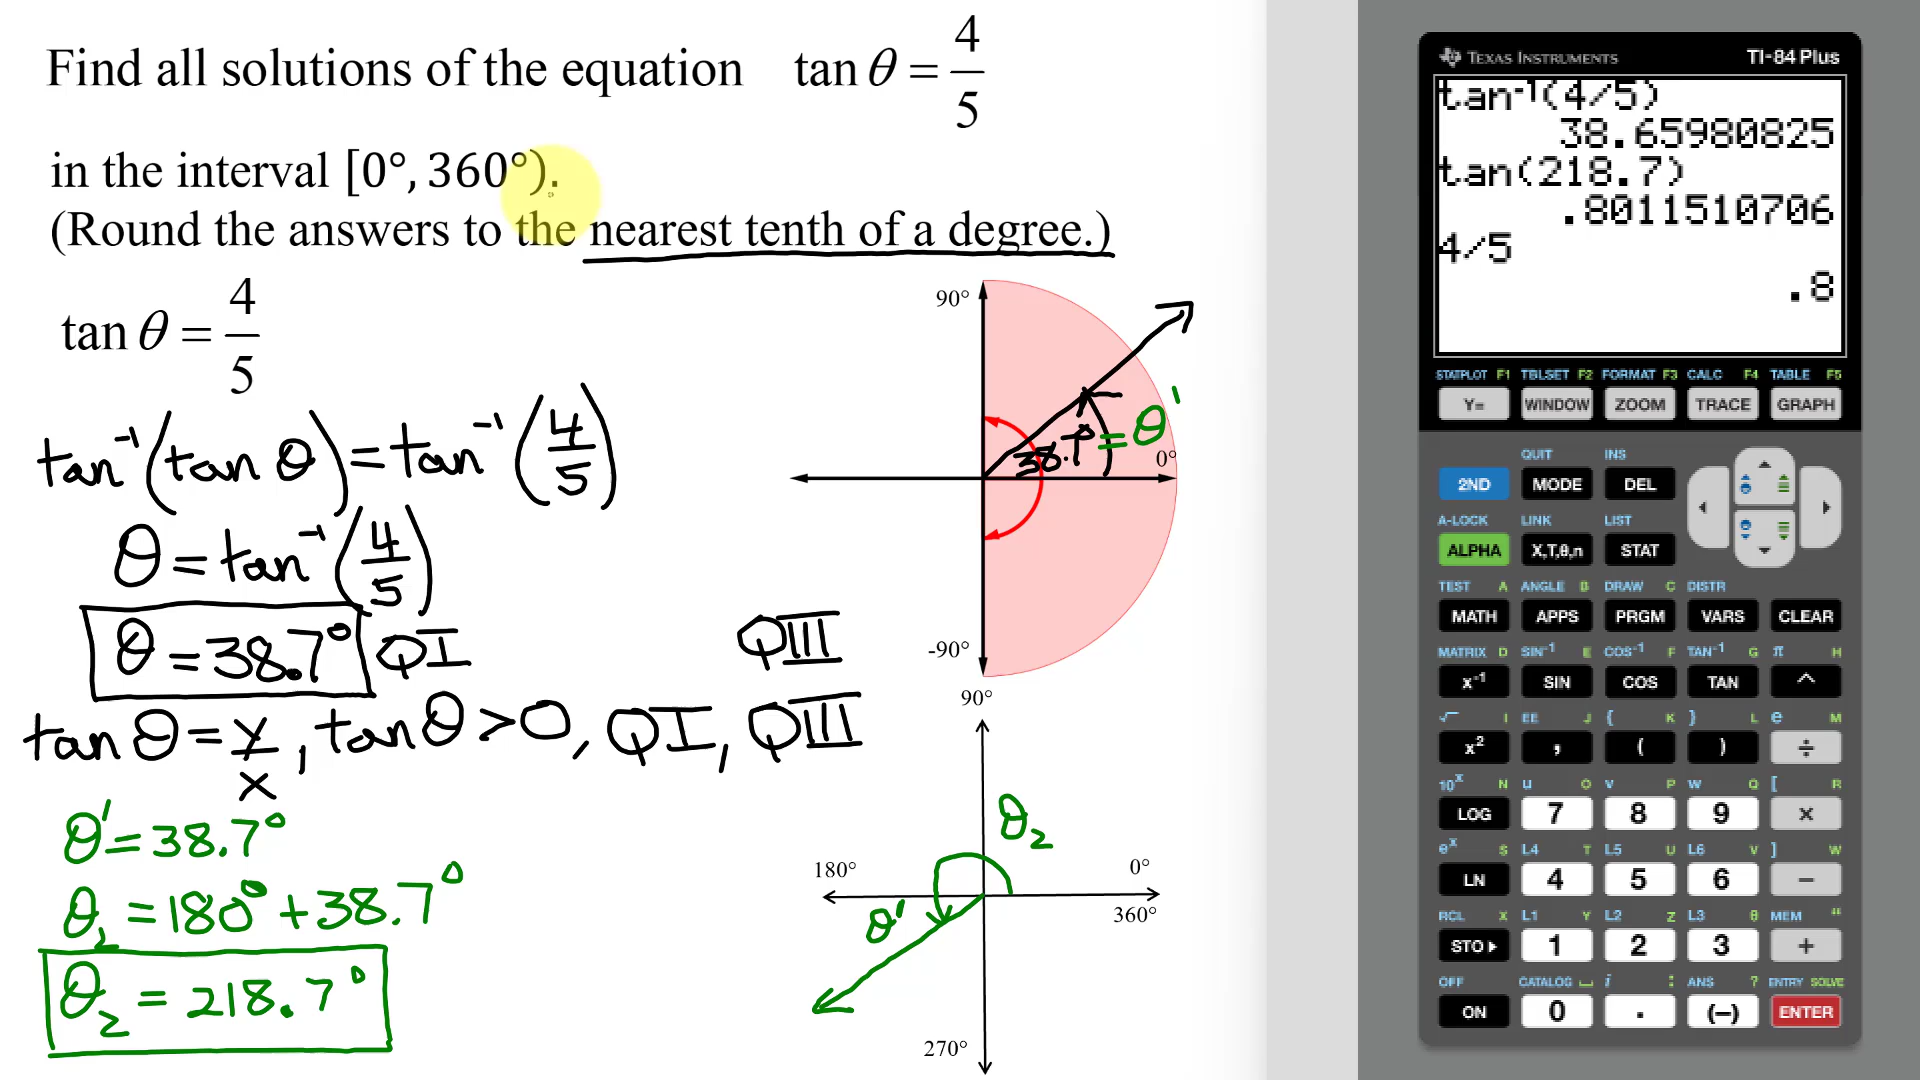 Find all solutions of the equation tan θ = 4/5
in the interval [0°, 360°).
(Round the answers to the nearest tenth of a degree.)
tan θ = 4/5
tan⁻¹(tan θ) = tan⁻¹(4/5)
θ = tan⁻¹(4/5)
θ = 38.7° QI
QIII
tan θ = y/x, tan θ > 0, QI, QIII
θ' = 38.7°
θ₂ = 180° + 38.7°
θ₂ = 218.7°
90°
38.7° = θ'
0°
-90°
90°
θ₂
180°
0°
θ'
360°
270°
TEXAS INSTRUMENTS TI-84 Plus
tan⁻¹(4/5)
38.65980825
tan(218.7)
.8011510706
4/5
.8
STATPLOT F1 TBLSET F2 FORMAT F3 CALC F4 TABLE F5
Y= WINDOW ZOOM TRACE GRAPH
QUIT INS
2ND MODE DEL
A-LOCK LINK LIST
ALPHA X,T,θ,n STAT
TEST A ANGLE B DRAW C DISTR
MATH APPS PRGM VARS CLEAR
MATRIX D SIN⁻¹ E COS⁻¹ F TAN⁻¹ G π H
x⁻¹ SIN COS TAN ^
√ I EE J { K } L e M
x² , ( ) ÷
10ˣ N u O v P w Q [ R
LOG 7 8 9 ×
eˣ S L4 T L5 U L6 V ] W
LN 4 5 6 −
RCL X L1 Y L2 Z L3 θ MEM "
STO▶ 1 2 3 +
OFF CATALOG ⎵ i : ANS ? ENTRY SOLVE
ON 0 . (−) ENTER